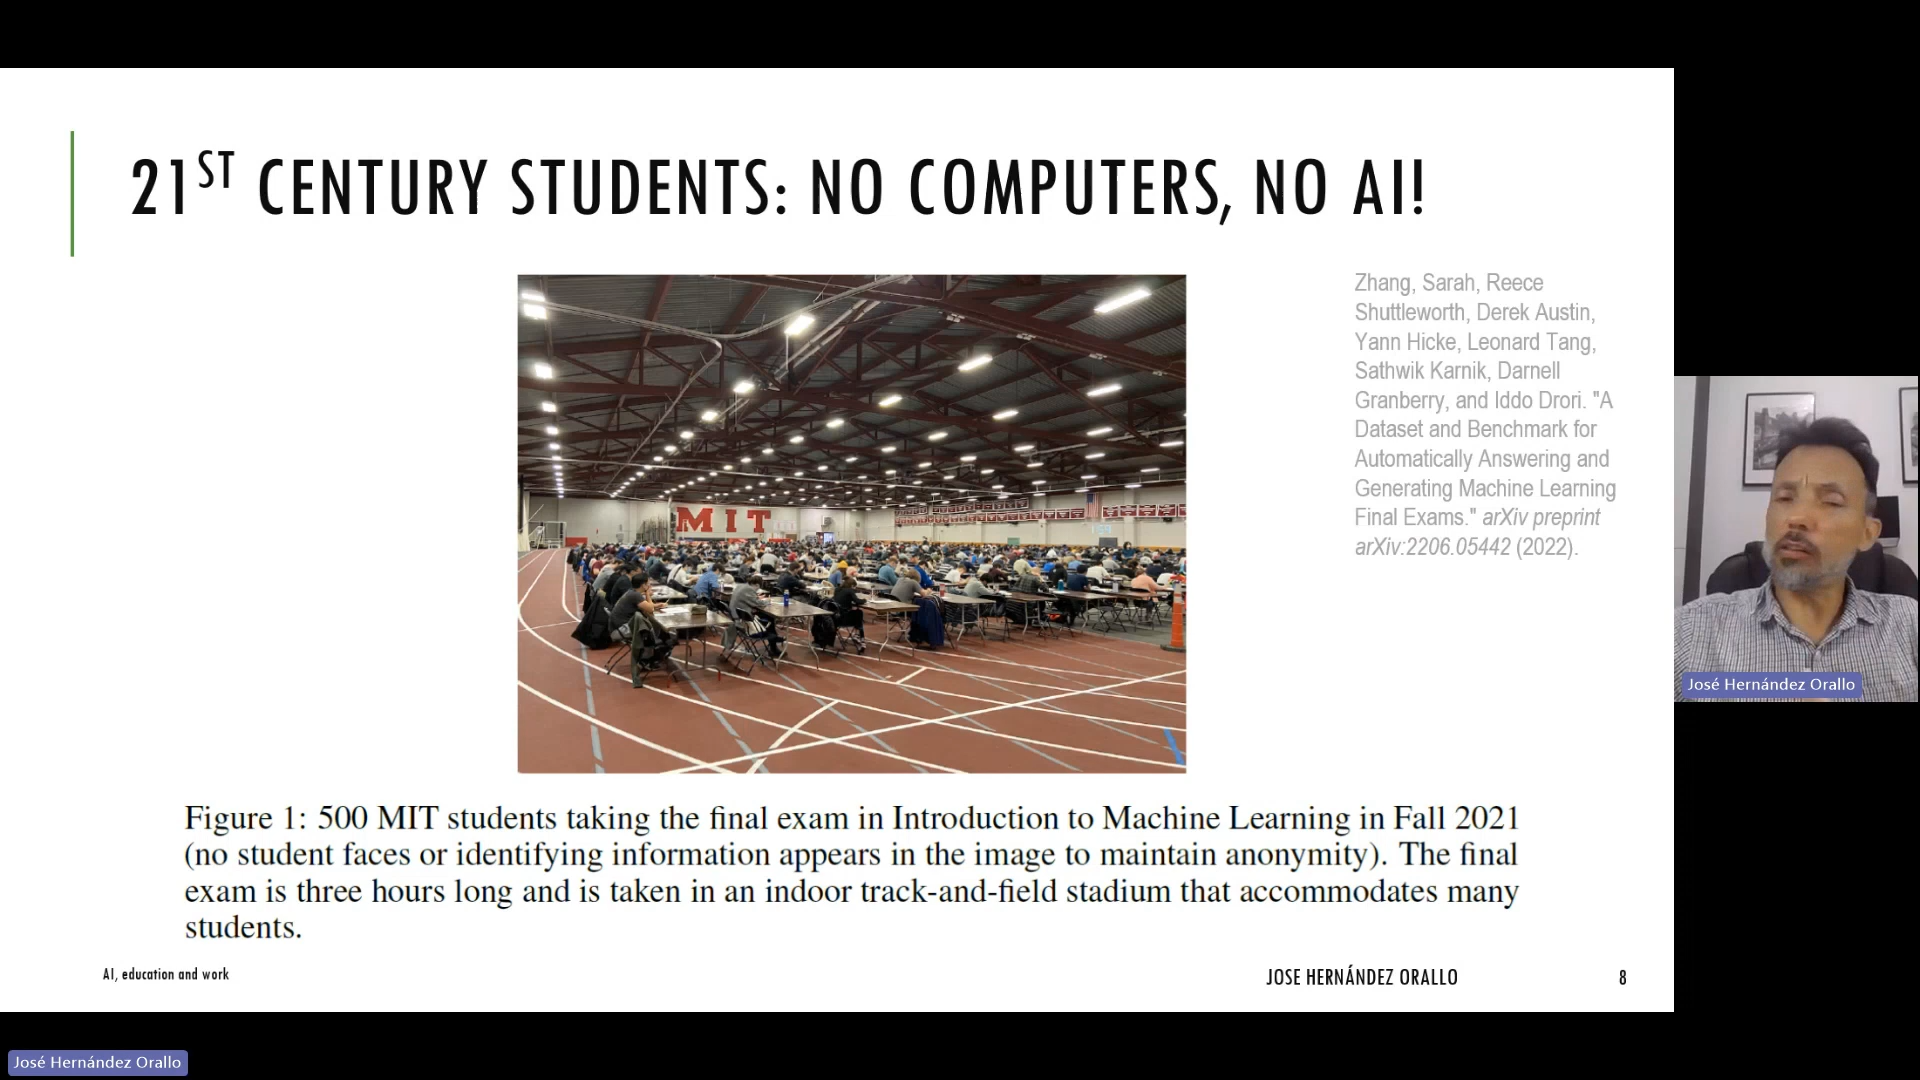 21ST CENTURY STUDENTS: NO COMPUTERS, NO AI!
Zhang, Sarah, Reece
Shuttleworth, Derek Austin,
Yann Hicke, Leonard Tang,
Sathwik Karnik, Darnell
Granberry, and Iddo Drori. "A
Dataset and Benchmark for
Automatically Answering and
Generating Machine Learning
Final Exams." arXiv preprint
arXiv:2206.05442 (2022).
MIT
Figure 1: 500 MIT students taking the final exam in Introduction to Machine Learning in Fall 2021
(no student faces or identifying information appears in the image to maintain anonymity). The final
exam is three hours long and is taken in an indoor track-and-field stadium that accommodates many
students.
AI, education and work
JOSE HERNÁNDEZ ORALLO
8
José Hernández Orallo
José Hernández Orallo